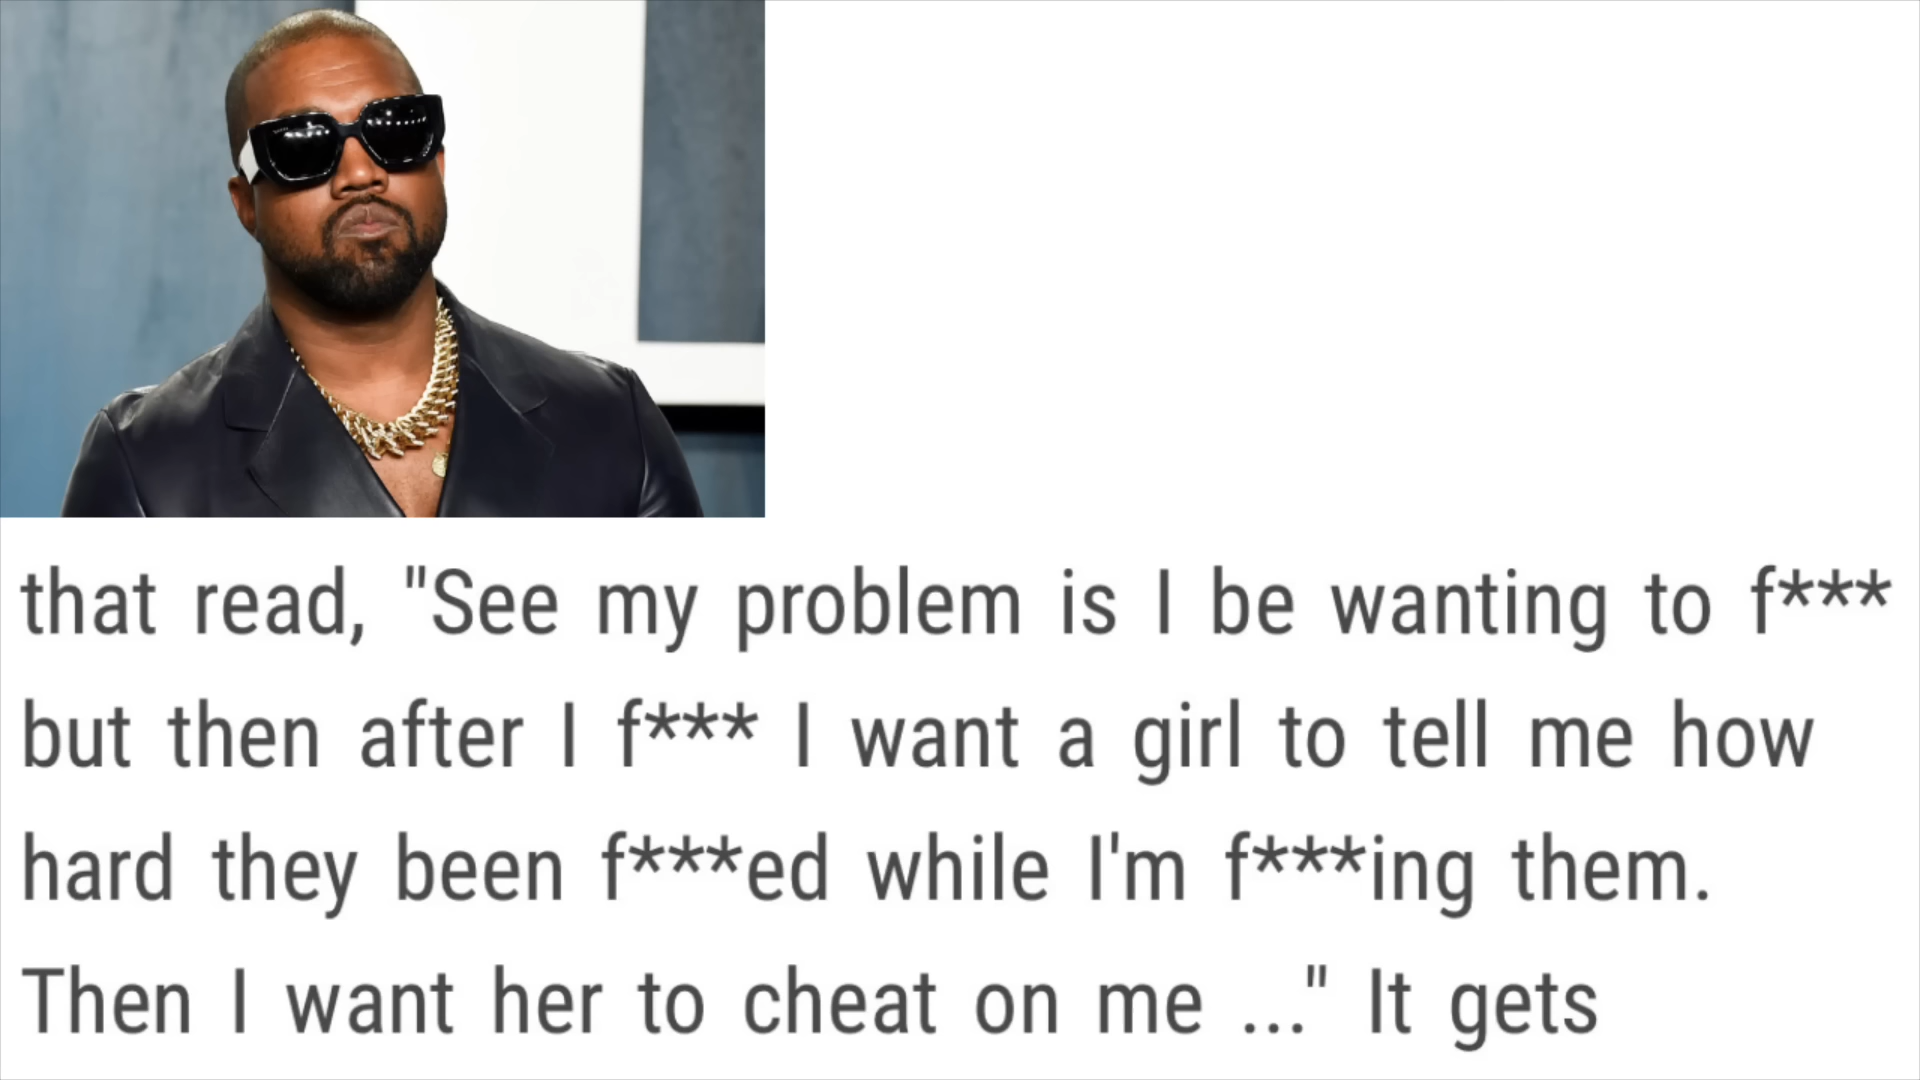 that read, "See my problem is I be wanting to f***
but then after I f*** I want a girl to tell me how
hard they been f***ed while I'm f***ing them.
Then I want her to cheat on me ..." It gets